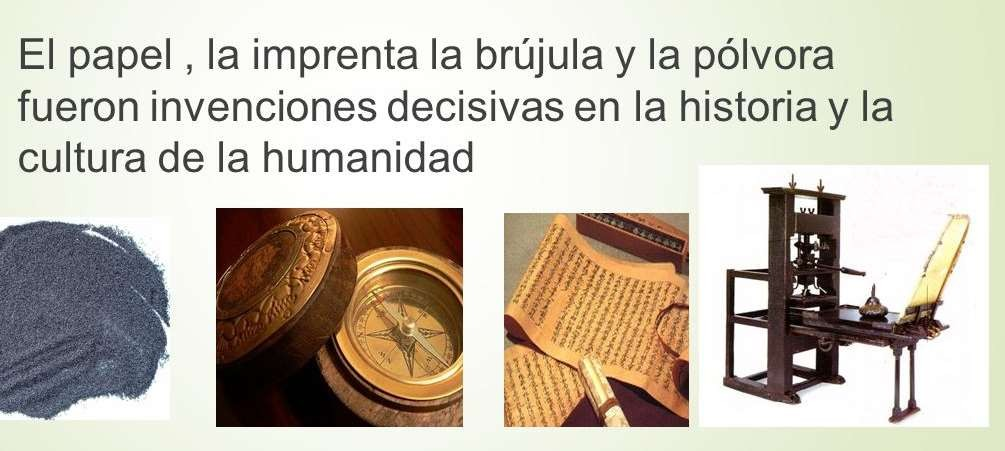 El papel , la imprenta la brújula y la pólvora
fueron invenciones decisivas en la historia y la
cultura de la humanidad